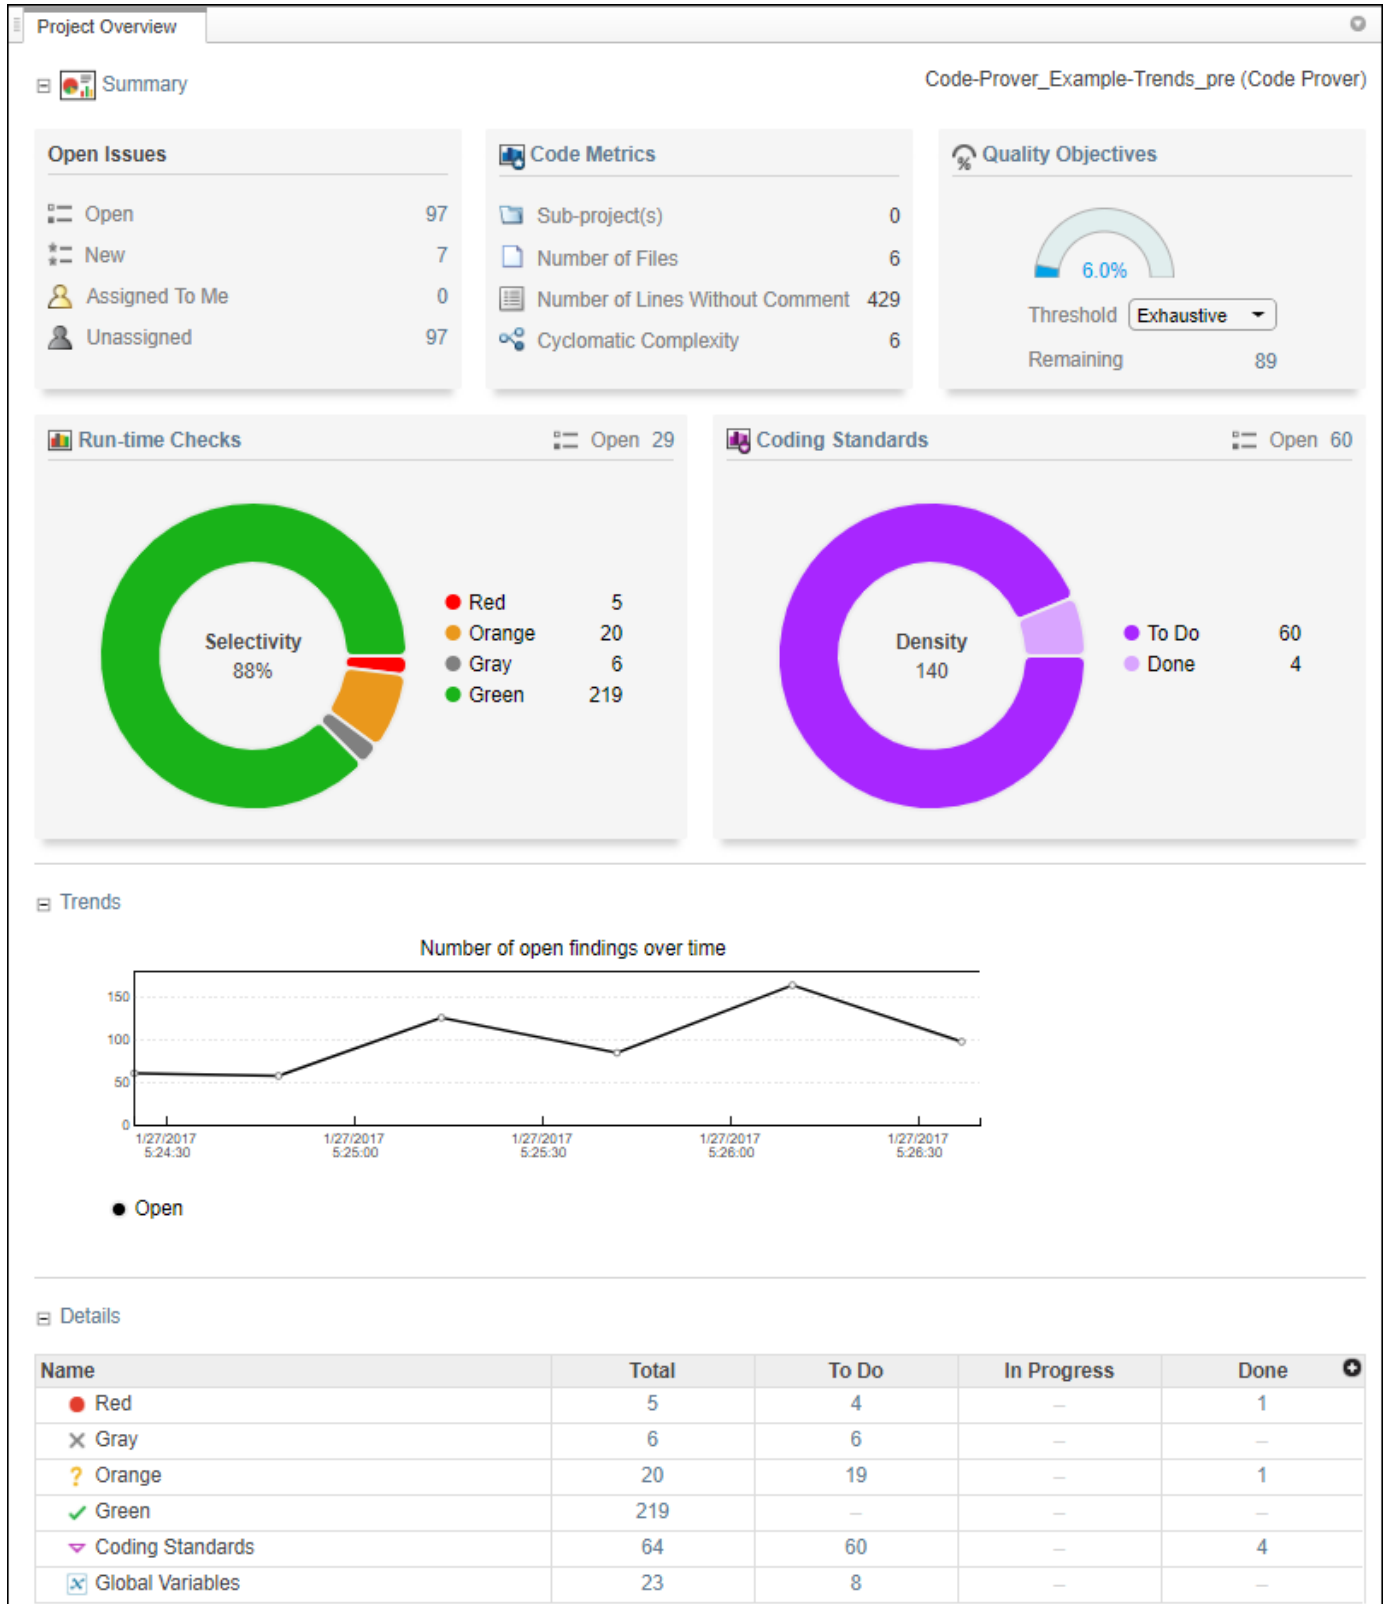 Project Overview
Summary
Code-Prover_Example-Trends_pre (Code Prover)
Open Issues
Open 97
New 7
Assigned To Me 0
Unassigned 97
Code Metrics
Sub-project(s) 0
Number of Files 6
Number of Lines Without Comment 429
Cyclomatic Complexity 6
% Quality Objectives
6.0%
Threshold Exhaustive
Remaining 89
Run-time Checks Open 29
Selectivity
88%
Red 5
Orange 20
Gray 6
Green 219
Coding Standards Open 60
Density
140
To Do 60
Done 4
Trends
Number of open findings over time
150
100
50
0
1/27/2017 1/27/2017 1/27/2017 1/27/2017 1/27/2017
5:24:30 5:25:00 5:25:30 5:26:00 5:26:30
Open
Details
Name Total To Do In Progress Done
Red 5 4 – 1
Gray 6 6 – –
? Orange 20 19 – 1
Green 219 – – –
Coding Standards 64 60 – 4
x Global Variables 23 8 – –